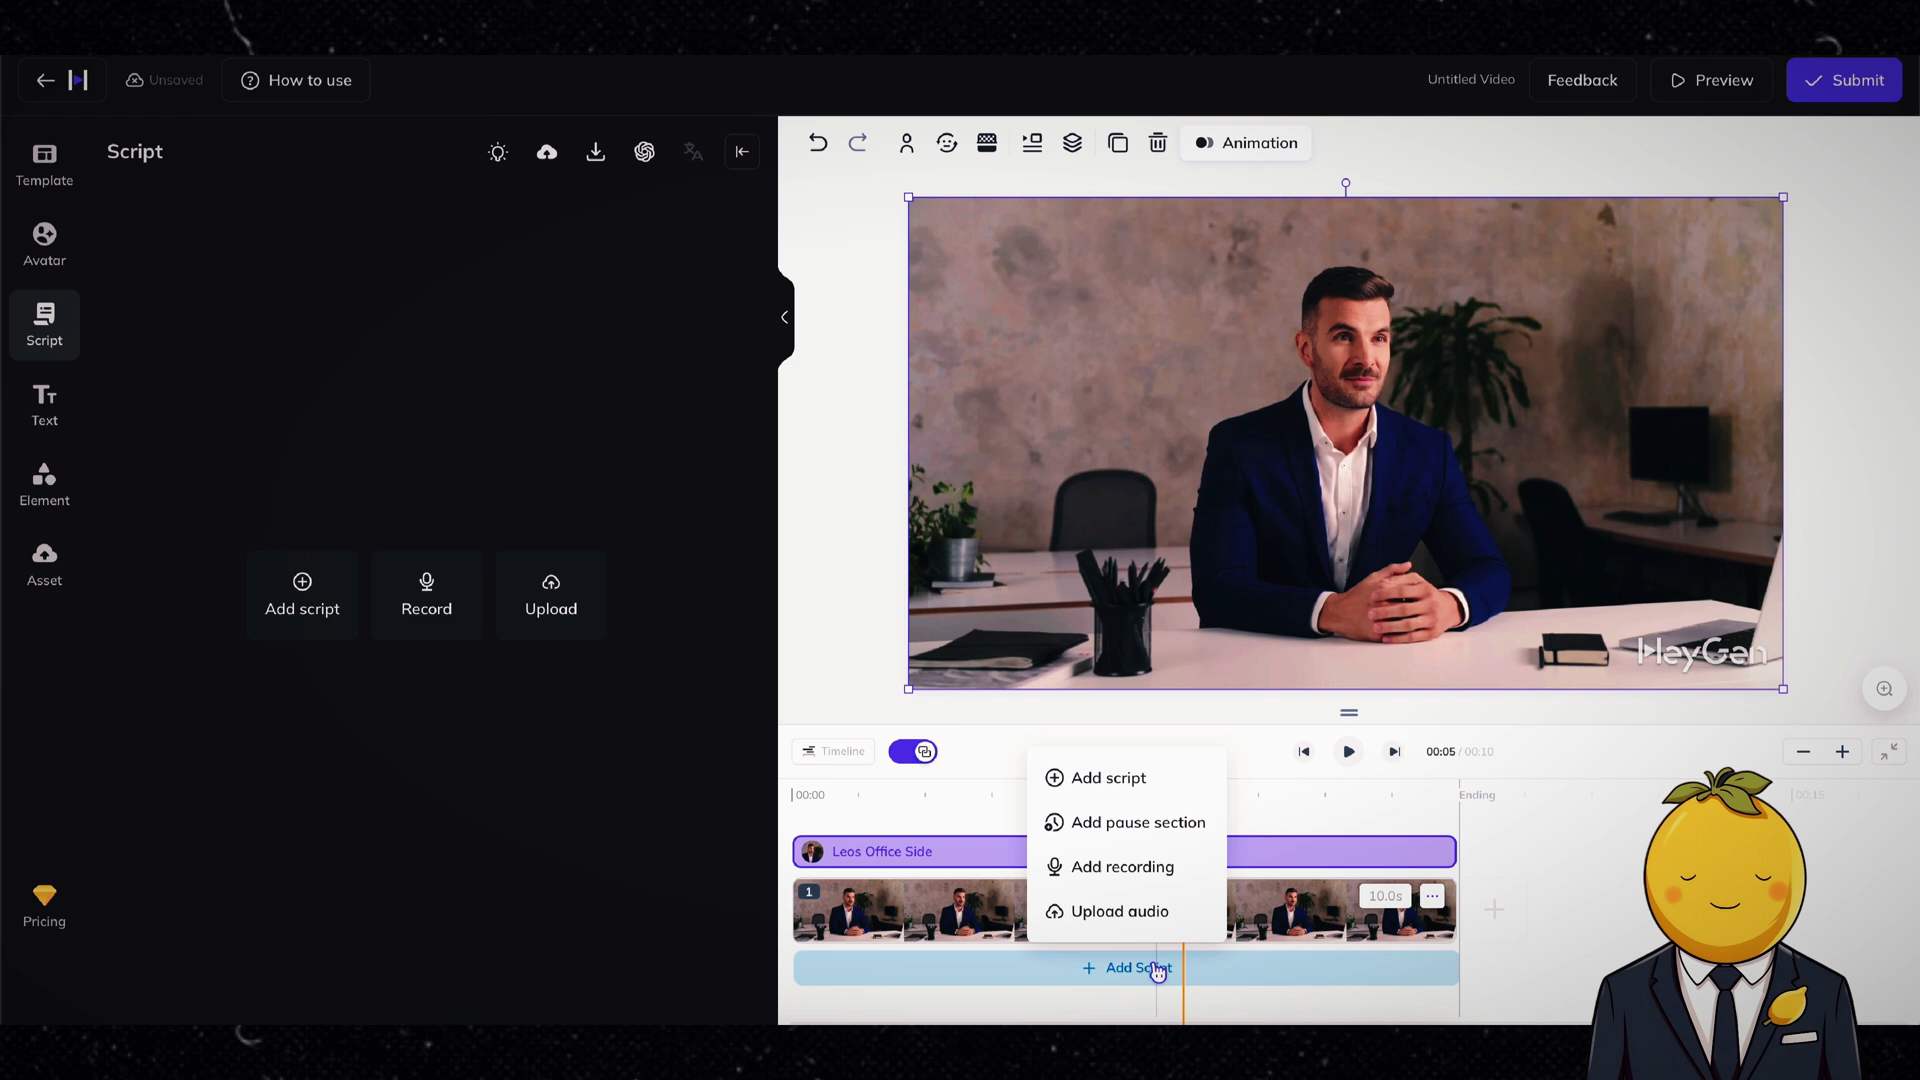 Unsaved
How to use
Untitled Video
Feedback
Preview
Submit
Template
Avatar
Script
Text
Element
Asset
Pricing
Script
Add script
Record
Upload
Animation
HeyGen
Timeline
00:05 / 00:10
00:00
Ending
00:15
Leos Office Side
1
10.0s
Add script
Add pause section
Add recording
Upload audio